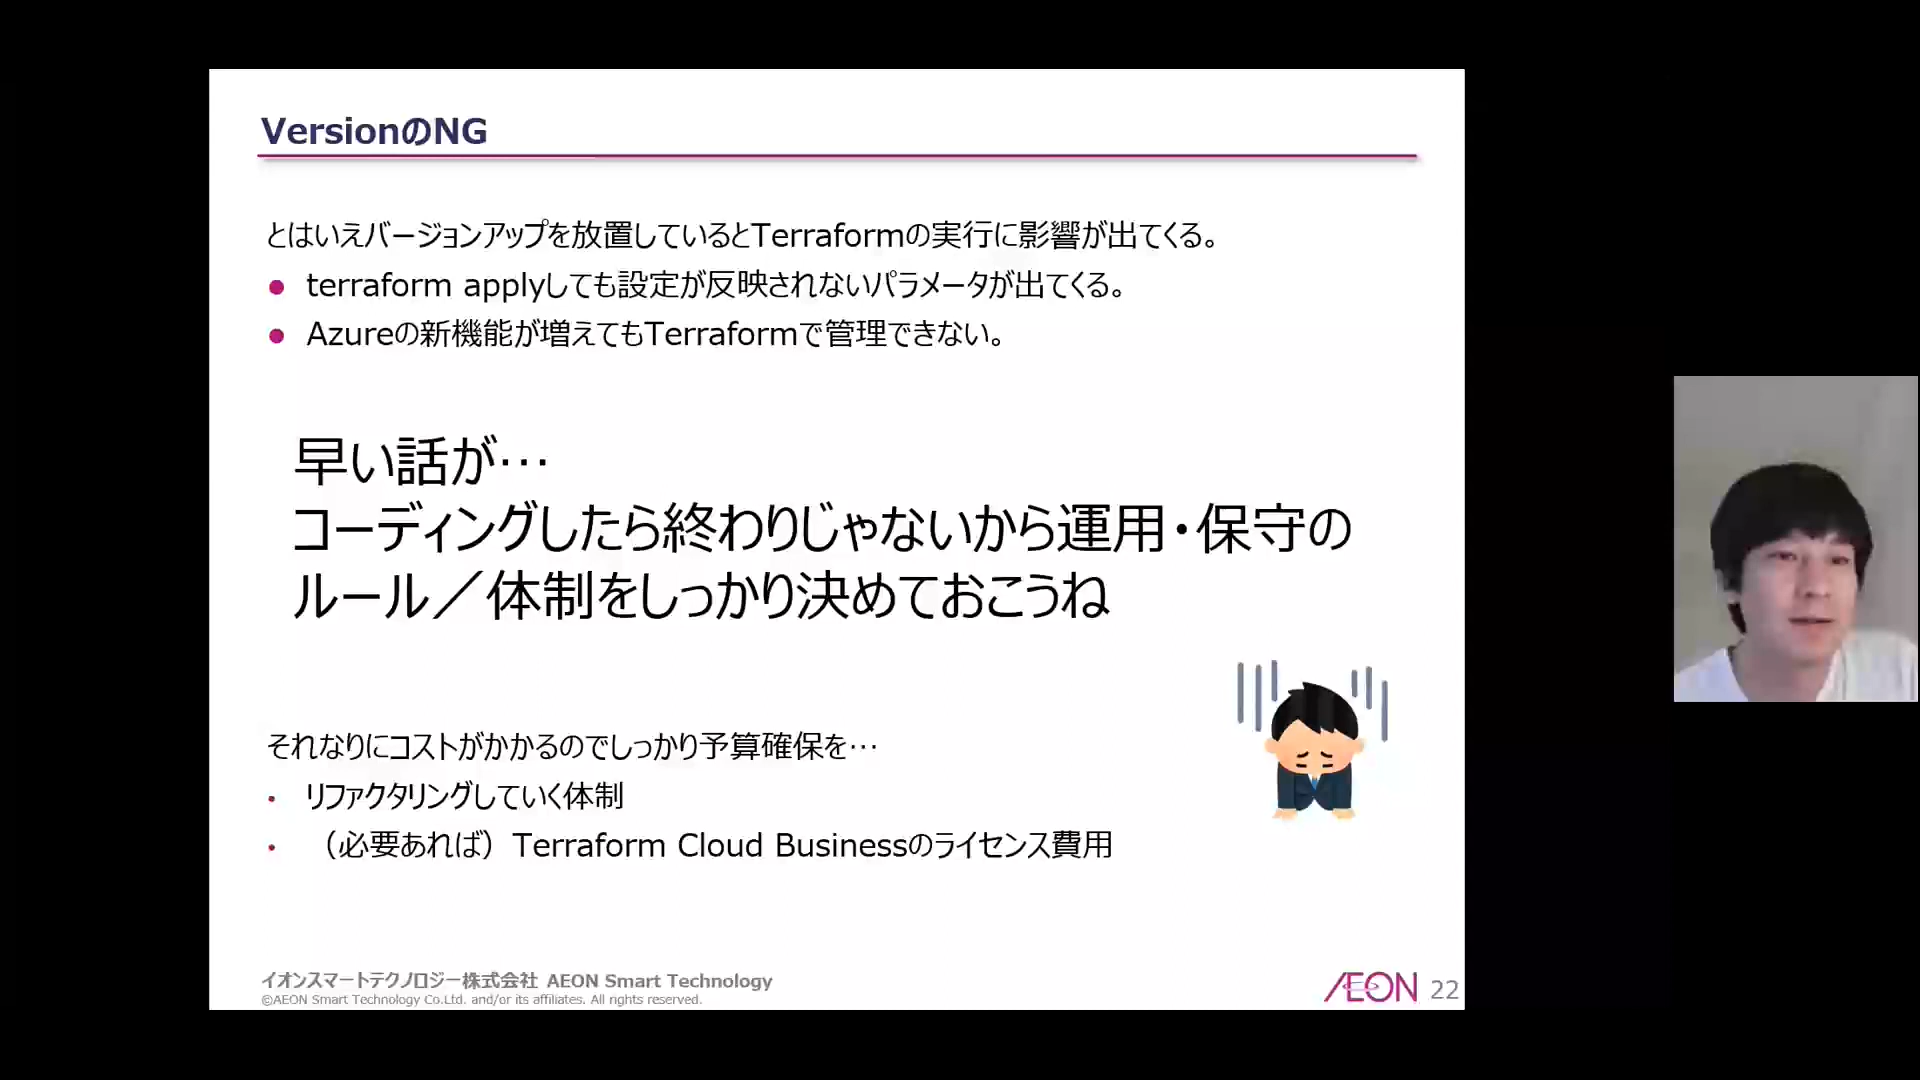 VersionのNG
とはいえバージョンアップを放置しているとTerraformの実行に影響が出てくる。
● terraform applyしても設定が反映されないパラメータが出てくる。
● Azureの新機能が増えてもTerraformで管理できない。
早い話が…
コーディングしたら終わりじゃないから運用・保守の
ルール／体制をしっかり決めておこうね
それなりにコストがかかるのでしっかり予算確保を…
・ リファクタリングしていく体制
・ （必要あれば）Terraform Cloud Businessのライセンス費用
イオンスマートテクノロジー株式会社 AEON Smart Technology
©AEON Smart Technology Co.Ltd. and/or its affiliates. All rights reserved.
ÆON 22